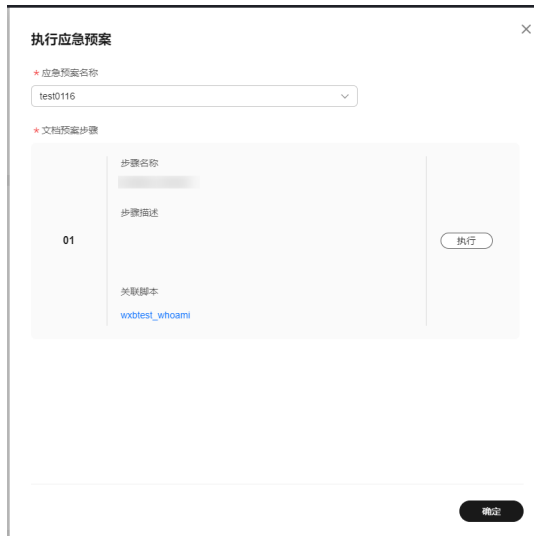 执行应急预案
* 应急预案名称
test0116
* 文档预案步骤
01
步骤名称
步骤描述
关联脚本
wxbtest_whoami
执行
确定